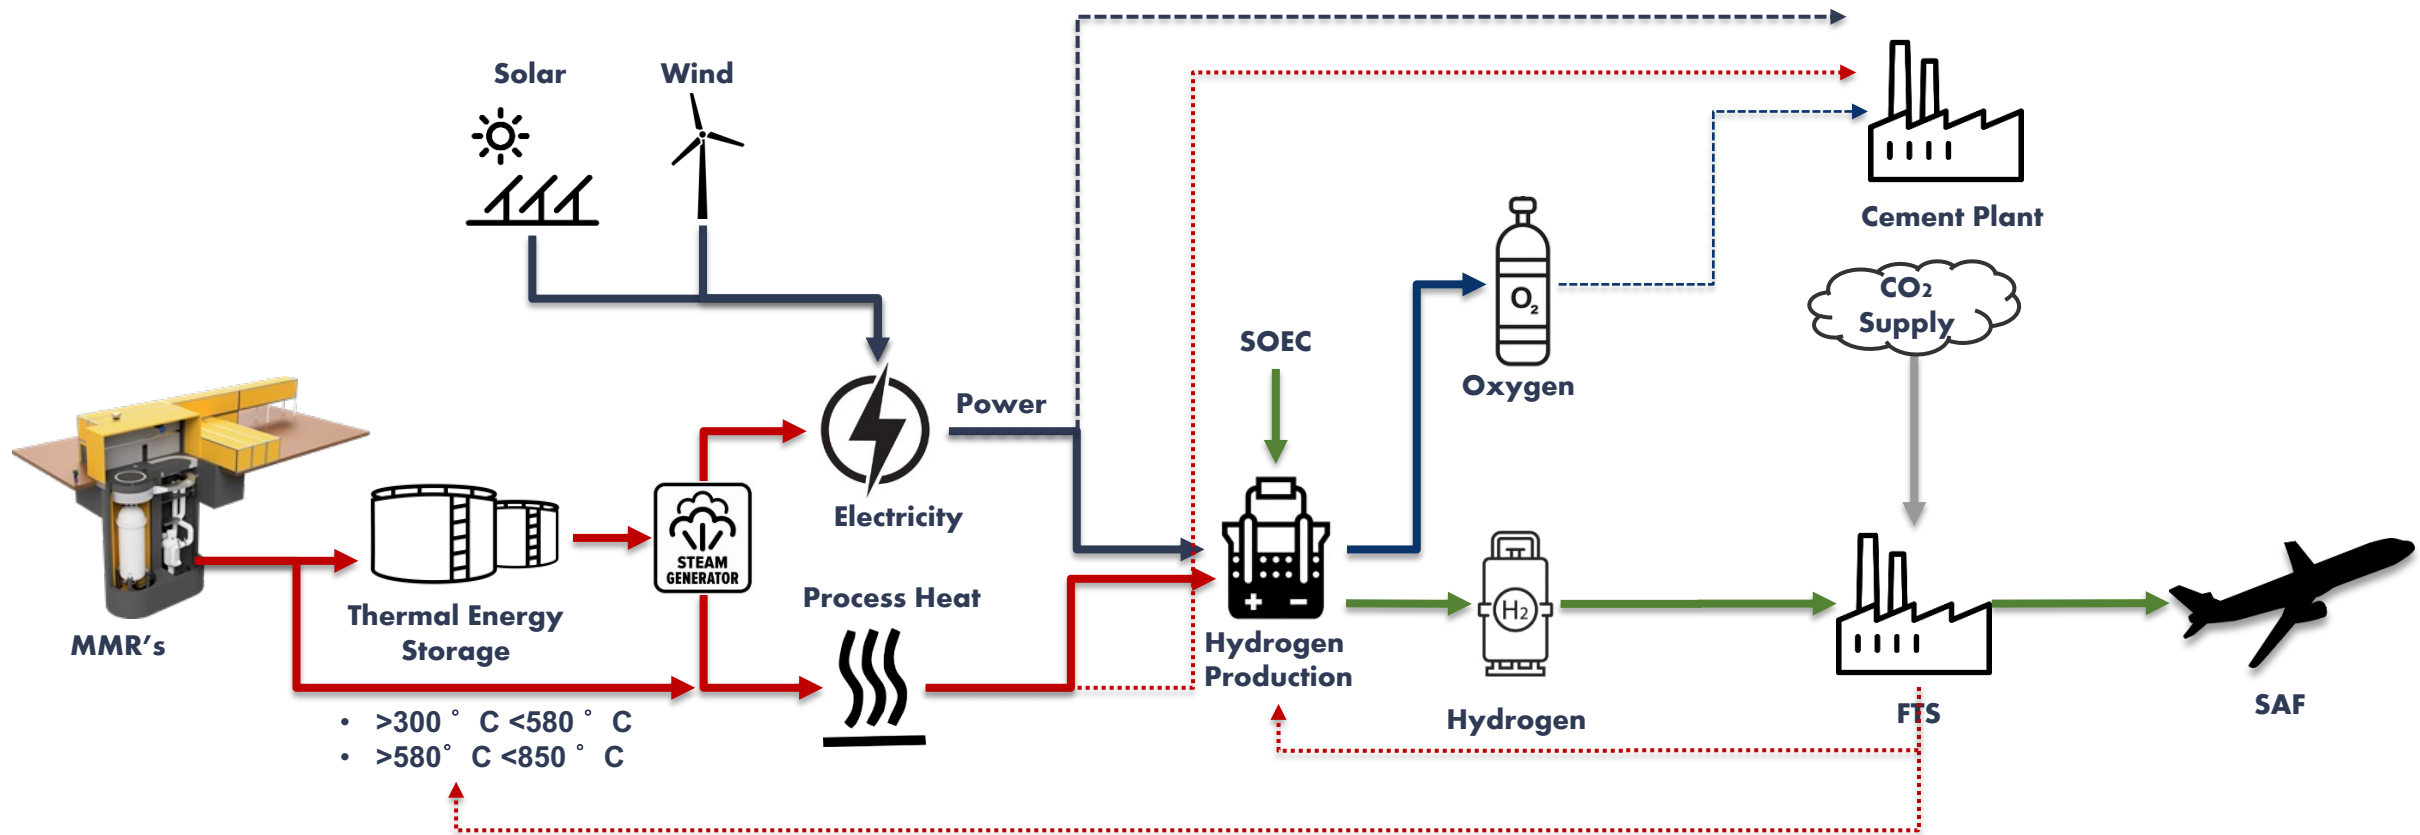 Solar
Wind
Cement Plant
CO₂
Supply
O₂
Oxygen
SOEC
Power
Electricity
STEAM
GENERATOR
Process Heat
Thermal Energy
Storage
MMR's
• >300 ° C <580 ° C
• >580° C <850 ° C
+ −
Hydrogen
Production
H₂
Hydrogen
FTS
SAF